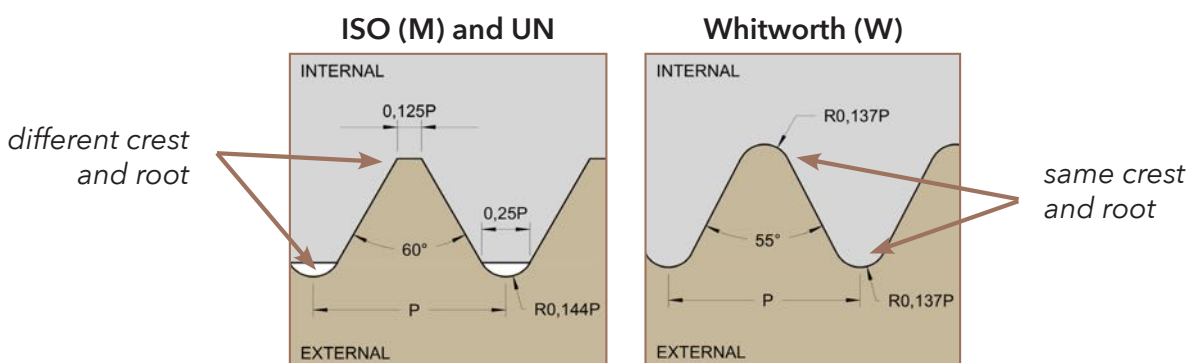 ISO (M) and UN
Whitworth (W)
different crest
and root
INTERNAL
0,125P
0,25P
60°
P
R0,144P
EXTERNAL
INTERNAL
R0,137P
55°
P
R0,137P
EXTERNAL
same crest
and root